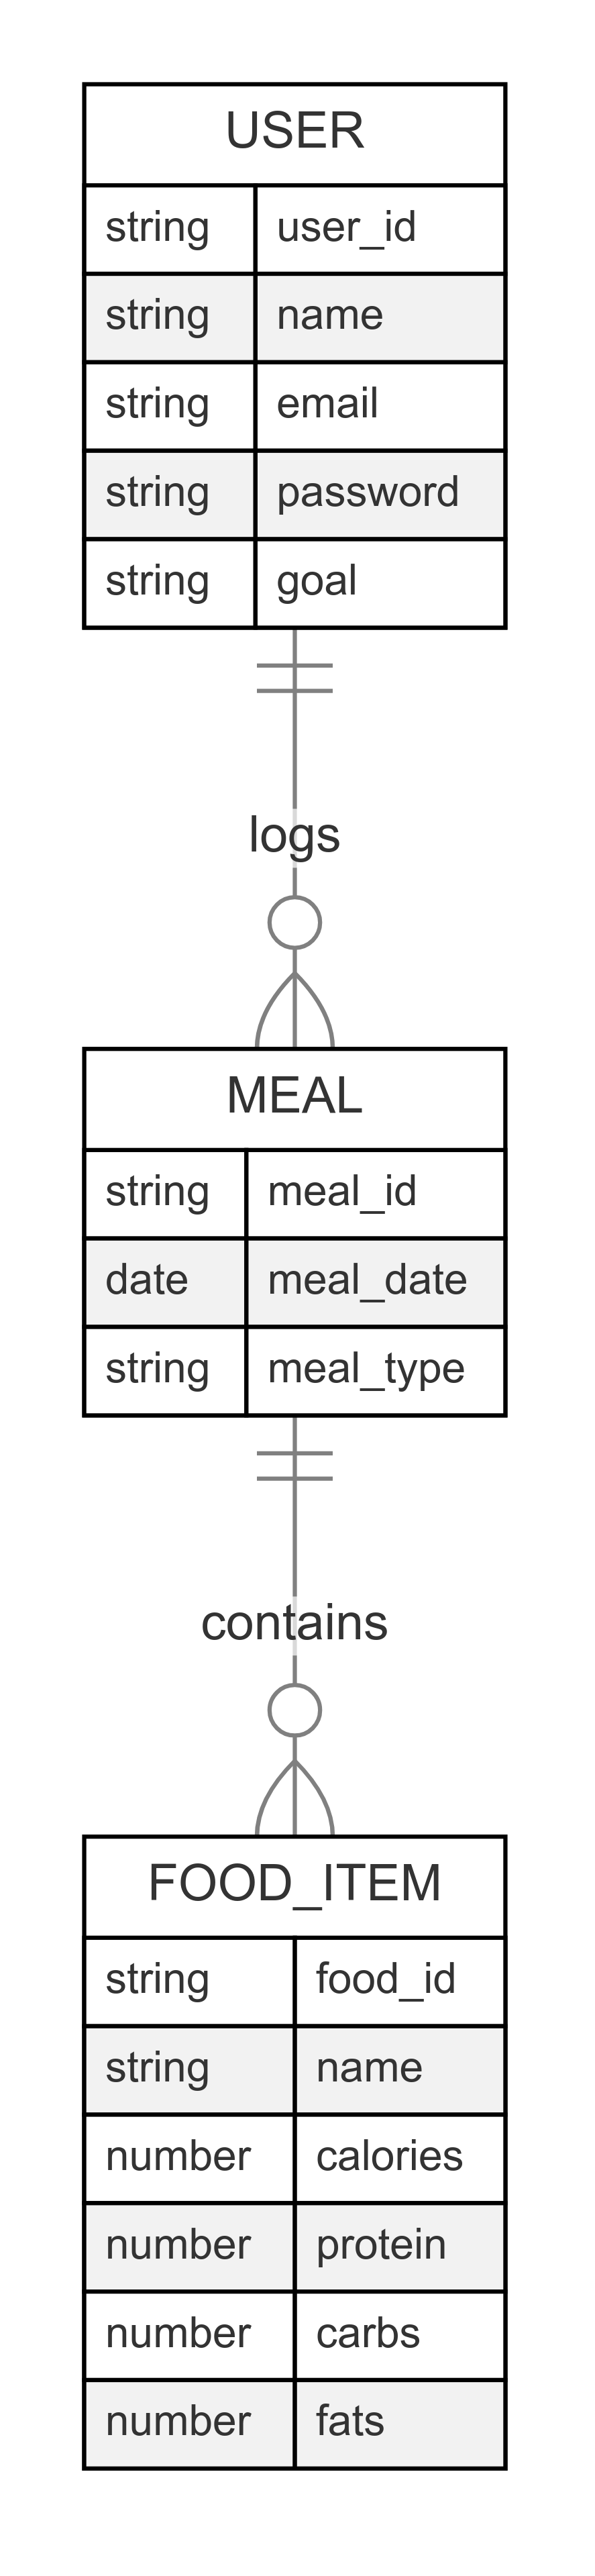 USER
string user_id
string name
string email
string password
string goal
logs
MEAL
string meal_id
date meal_date
string meal_type
contains
FOOD_ITEM
string food_id
string name
number calories
number protein
number carbs
number fats